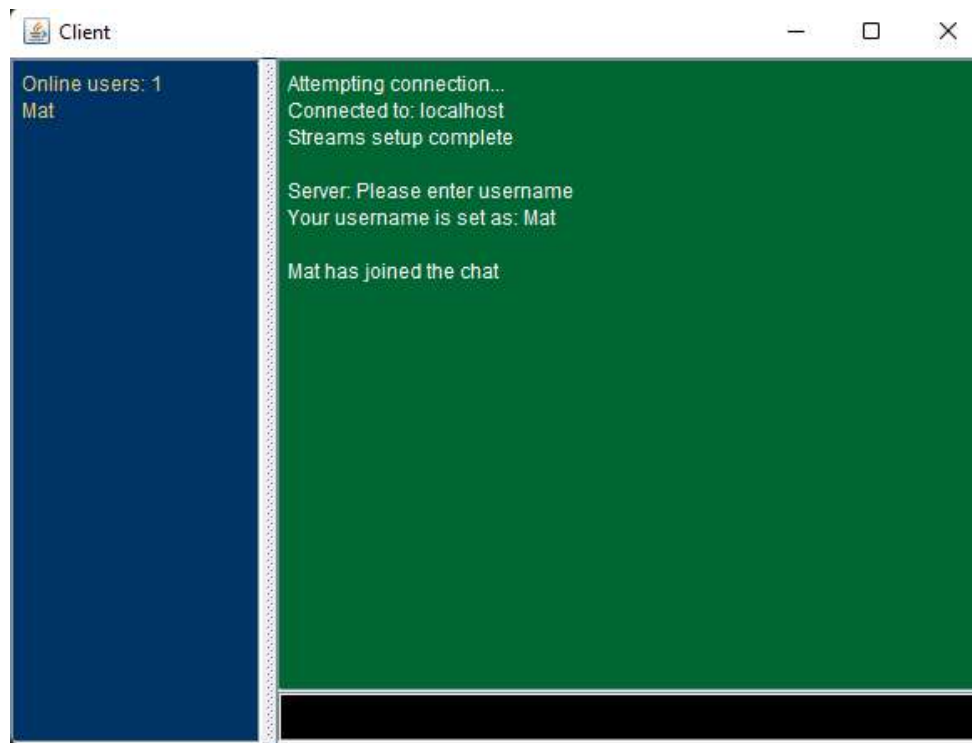 Client
Online users: 1
Mat
Attempting connection...
Connected to: localhost
Streams setup complete
Server: Please enter username
Your username is set as: Mat
Mat has joined the chat